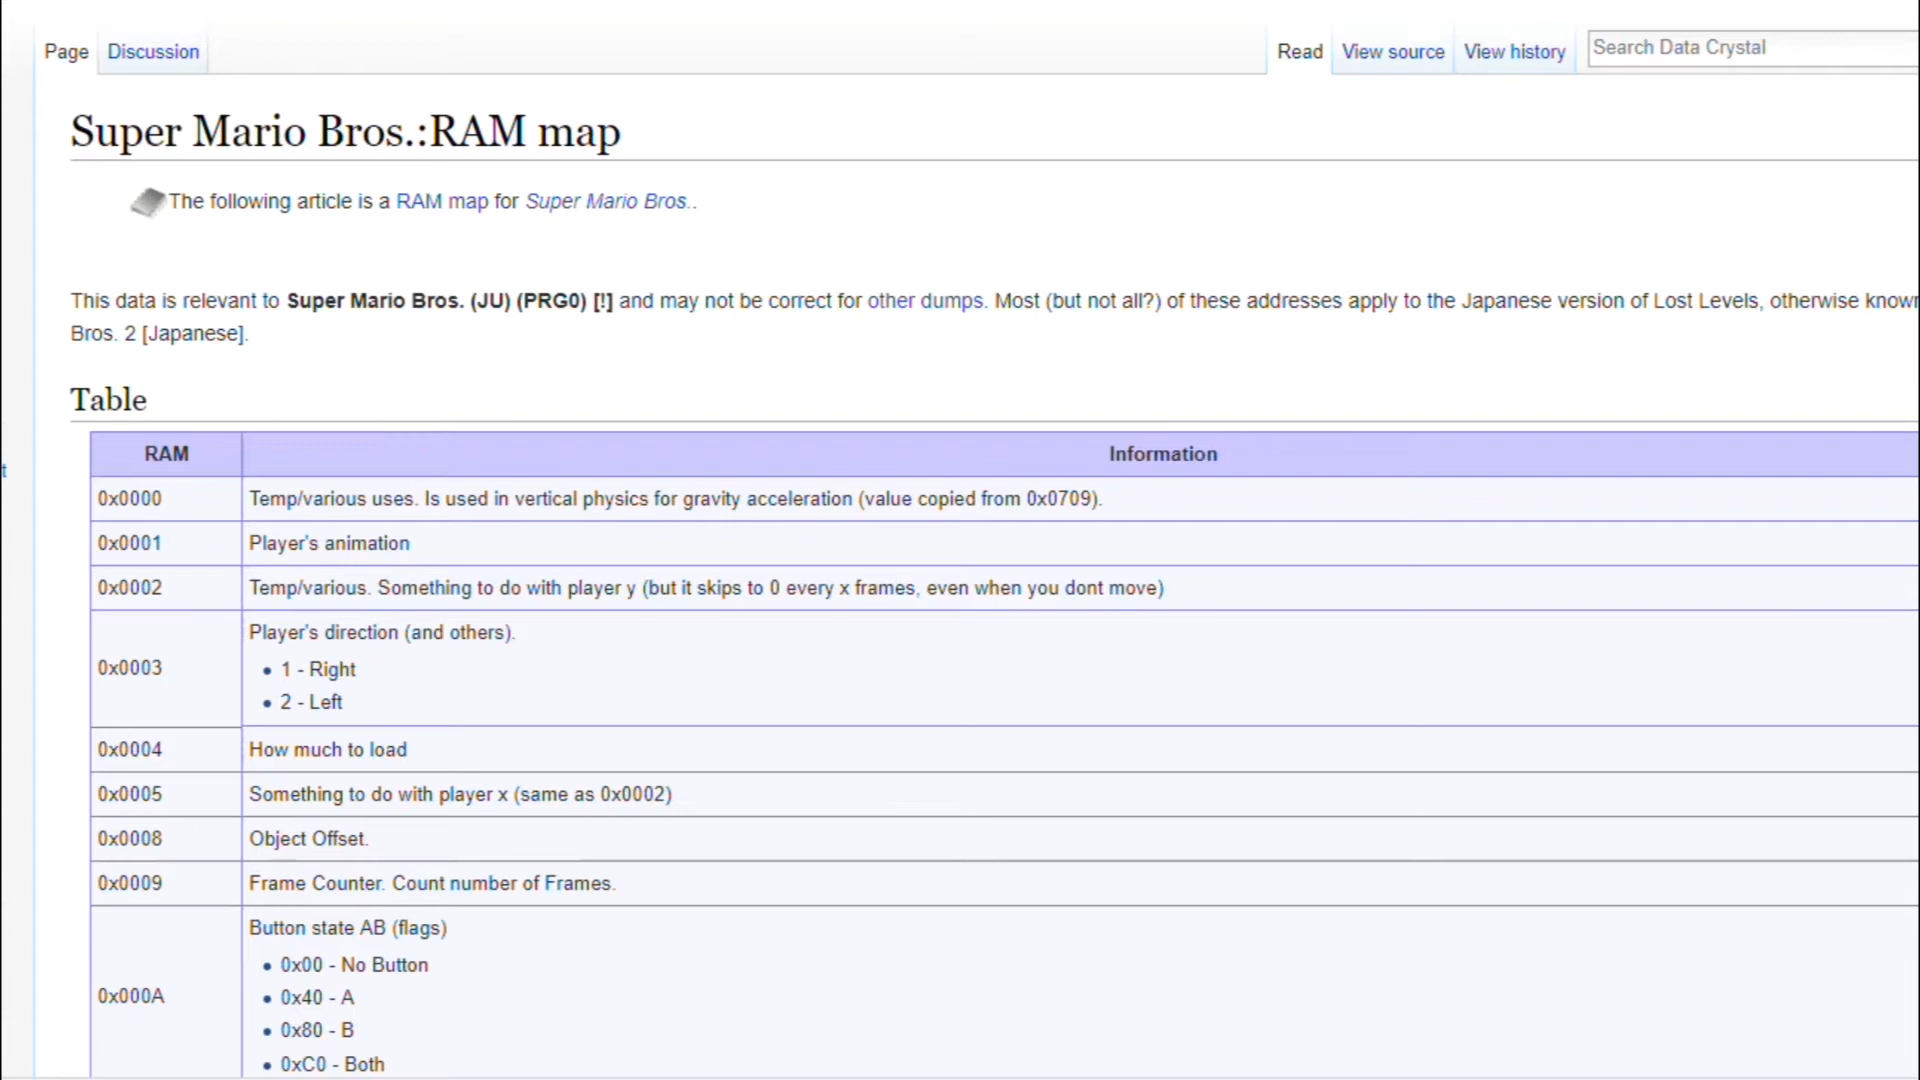 Page Discussion Read View source View history Search Data Crystal
Super Mario Bros.:RAM map
The following article is a RAM map for Super Mario Bros..
This data is relevant to Super Mario Bros. (JU) (PRG0) [!] and may not be correct for other dumps. Most (but not all?) of these addresses apply to the Japanese version of Lost Levels, otherwise known
Bros. 2 [Japanese].
Table
RAM Information
0x0000 Temp/various uses. Is used in vertical physics for gravity acceleration (value copied from 0x0709).
0x0001 Player's animation
0x0002 Temp/various. Something to do with player y (but it skips to 0 every x frames, even when you dont move)
0x0003 Player's direction (and others).
• 1 - Right
• 2 - Left
0x0004 How much to load
0x0005 Something to do with player x (same as 0x0002)
0x0008 Object Offset.
0x0009 Frame Counter. Count number of Frames.
0x000A Button state AB (flags)
• 0x00 - No Button
• 0x40 - A
• 0x80 - B
• 0xC0 - Both